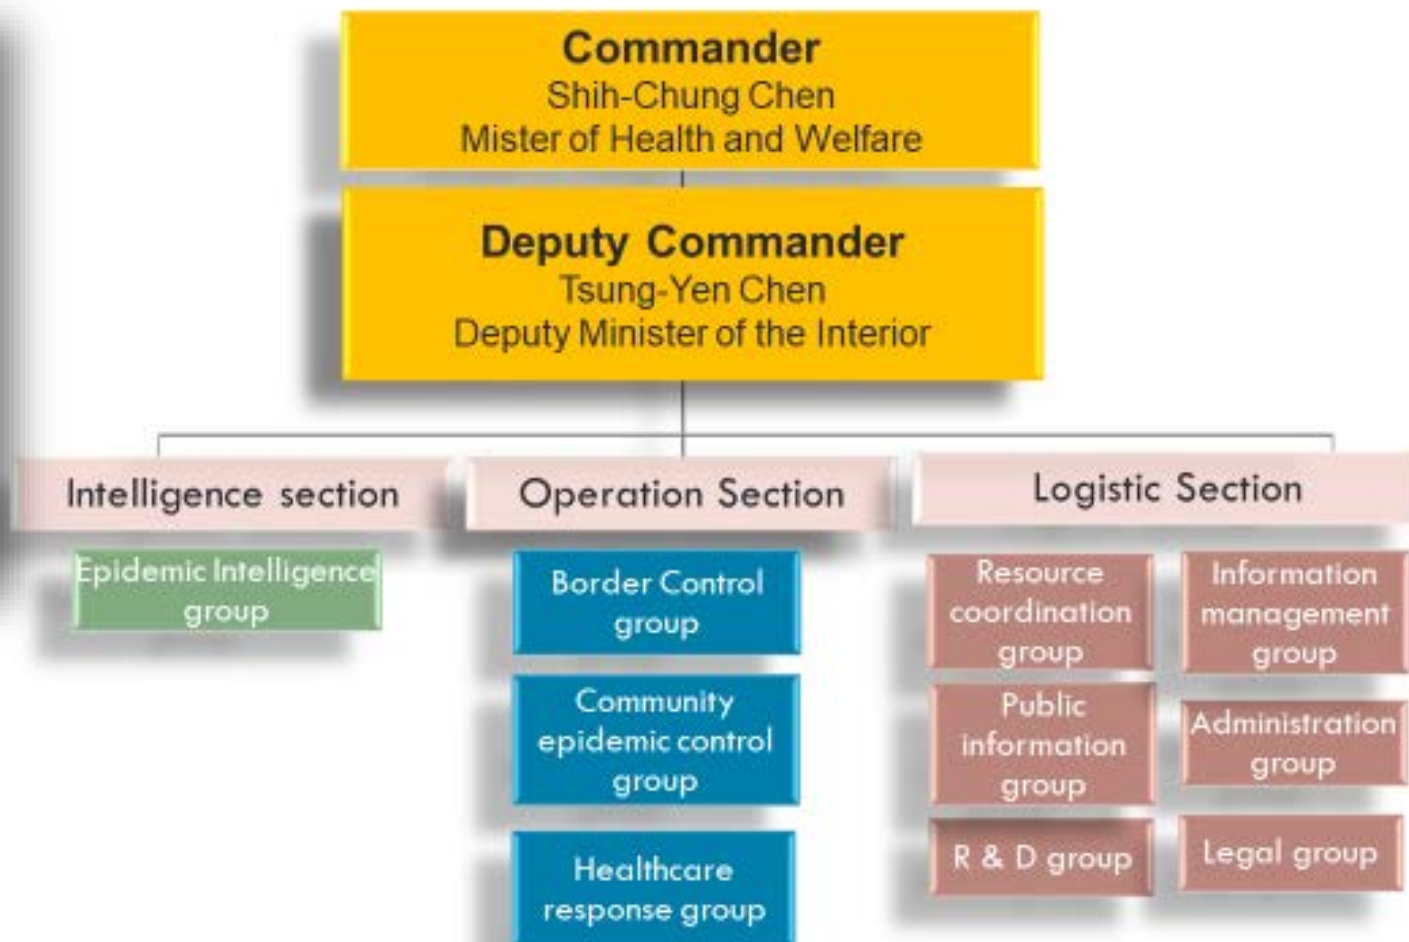 Commander
Shih-Chung Chen
Mister of Health and Welfare
Deputy Commander
Tsung-Yen Chen
Deputy Minister of the Interior
Intelligence section
Epidemic Intelligence
group
Operation Section
Border Control
group
Community
epidemic control
group
Healthcare
response group
Logistic Section
Resource
coordination
group
Information
management
group
Public
information
group
Administration
group
R & D group
Legal group